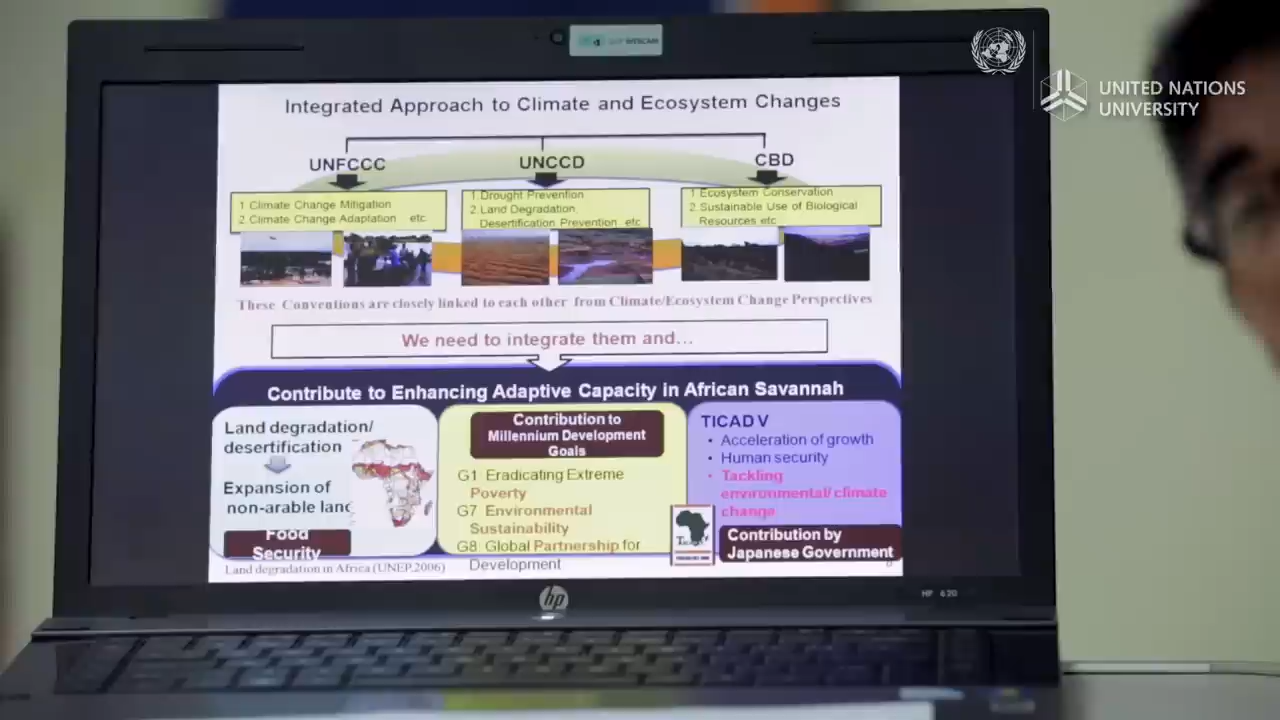 UNITED NATIONS
UNIVERSITY
Integrated Approach to Climate and Ecosystem Changes
UNFCCC
UNCCD
CBD
1 Climate Change Mitigation
2 Climate Change Adaptation etc
1 Drought Prevention
2 Land Degradation,
Desertification Prevention etc
1 Ecosystem Conservation
2 Sustainable Use of Biological
Resources etc
These Conventions are closely linked to each other from Climate/Ecosystem Change Perspectives
We need to integrate them and...
Contribute to Enhancing Adaptive Capacity in African Savannah
Land degradation/
desertification
Expansion of
non-arable land
Food
Security
Land degradation in Africa (UNEP,2006)
Contribution to
Millennium Development
Goals
G1 Eradicating Extreme
Poverty
G7 Environmental
Sustainability
G8 Global Partnership for
Development
TICAD V
• Acceleration of growth
• Human security
• Tackling
environmental/ climate
change
Contribution by
Japanese Government
hp
HP 620